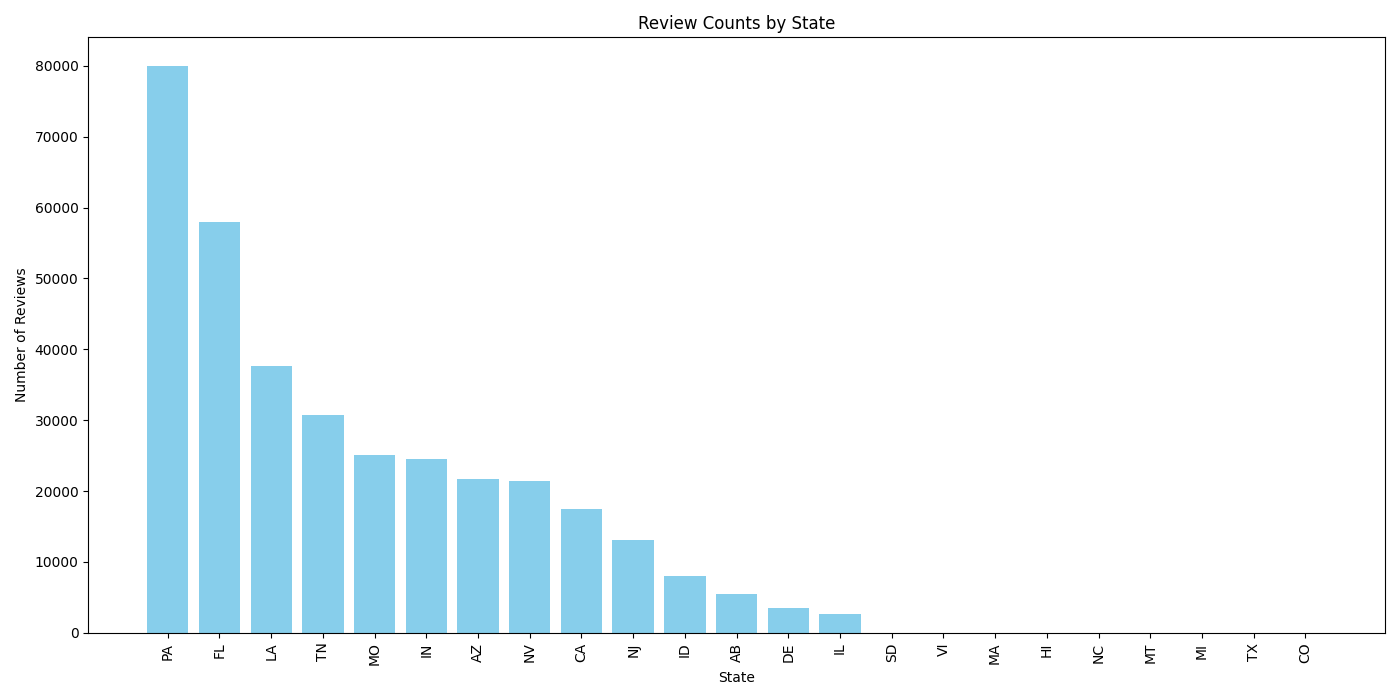 Review Counts by State
Number of Reviews
80000
70000
60000
50000
40000
30000
20000
10000
0
PA FL LA TN MO IN AZ NV CA NJ ID AB DE IL SD VI MA HI NC MT MI TX CO
State